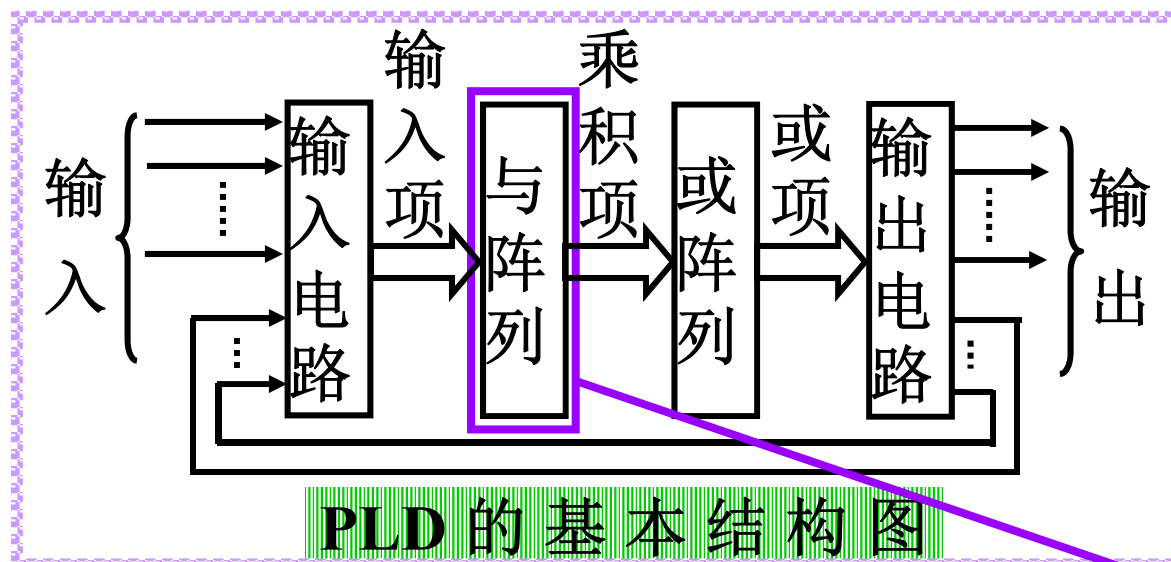 输入
输入电路
输入项
与阵列
乘积项
或阵列
或项
输出电路
输出
PLD的基本结构图